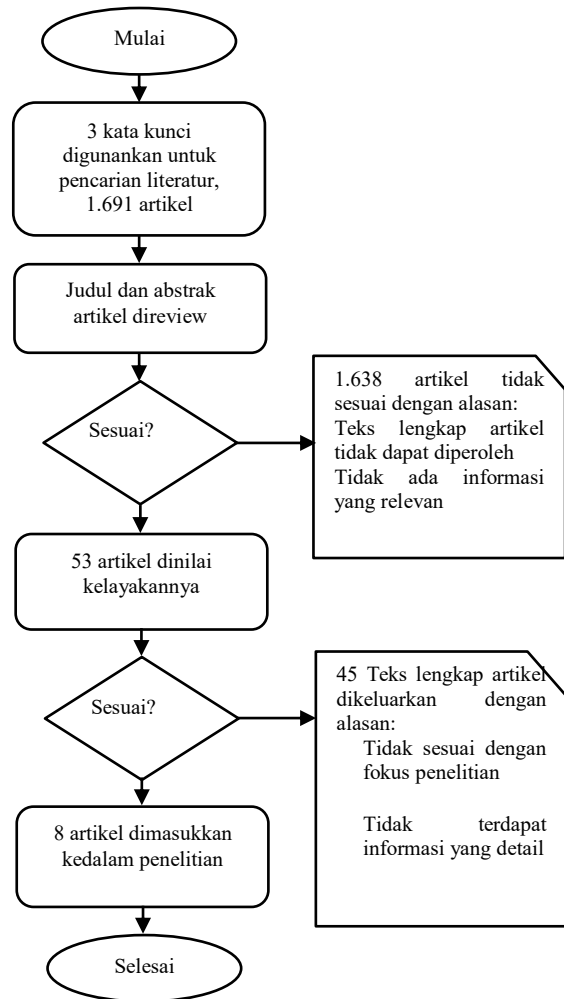 Mulai
3 kata kunci
digunankan untuk
pencarian literatur,
1.691 artikel
Judul dan abstrak
artikel direview
Sesuai?
1.638 artikel tidak
sesuai dengan alasan:
Teks lengkap artikel
tidak dapat diperoleh
Tidak ada informasi
yang relevan
53 artikel dinilai
kelayakannya
Sesuai?
45 Teks lengkap artikel
dikeluarkan dengan
alasan:
Tidak sesuai dengan
fokus penelitian
Tidak terdapat
informasi yang detail
8 artikel dimasukkan
kedalam penelitian
Selesai